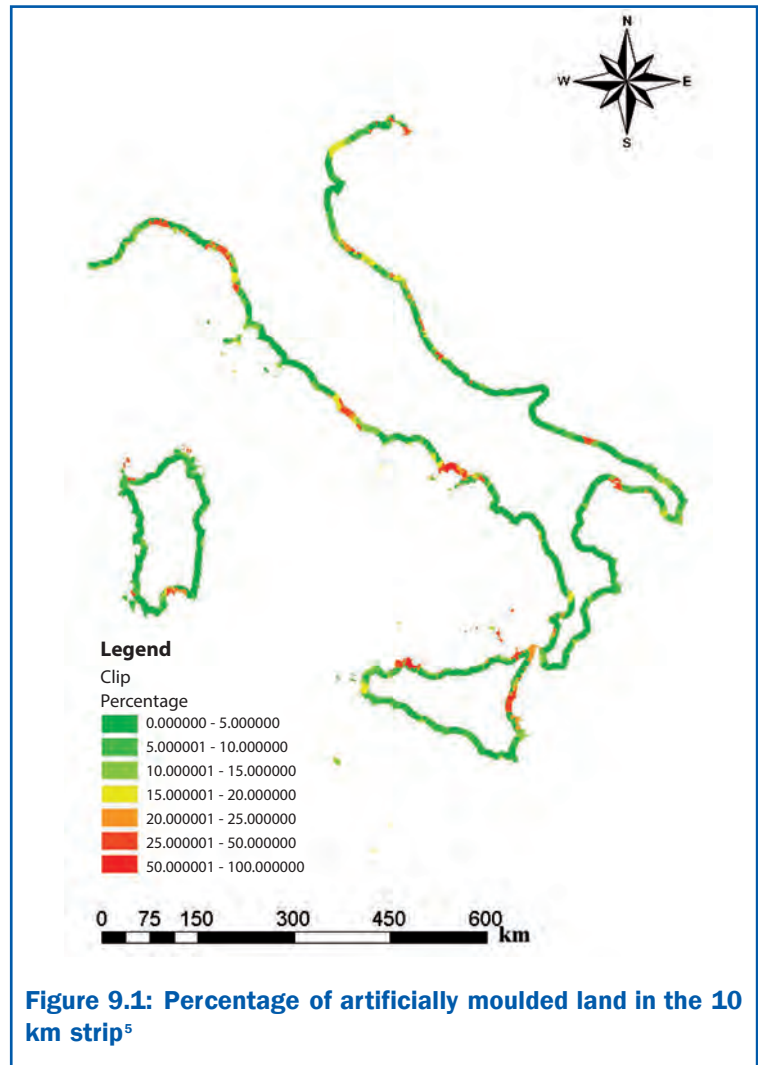 N
W E
S
Legend
Clip
Percentage
0.000000 - 5.000000
5.000001 - 10.000000
10.000001 - 15.000000
15.000001 - 20.000000
20.000001 - 25.000000
25.000001 - 50.000000
50.000001 - 100.000000
0 75 150 300 450 600
km
Figure 9.1: Percentage of artificially moulded land in the 10
km strip⁵